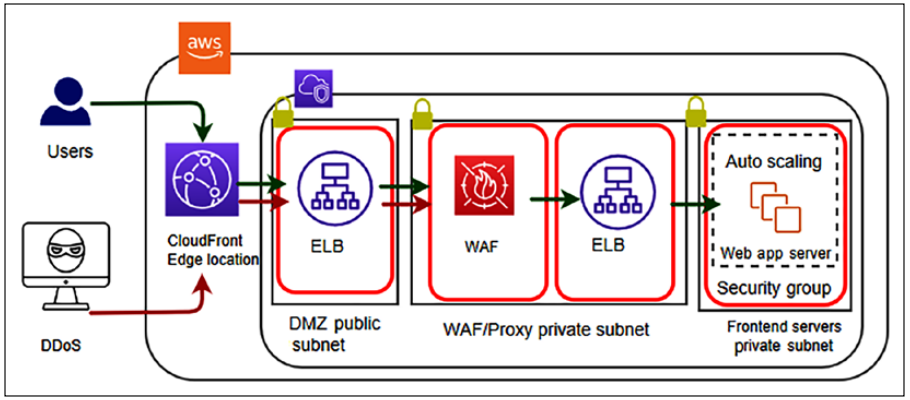 aws
Users
CloudFront
Edge location
DDoS
ELB
DMZ public
subnet
WAF
ELB
WAF/Proxy private subnet
Auto scaling
Web app server
Security group
Frontend servers
private subnet